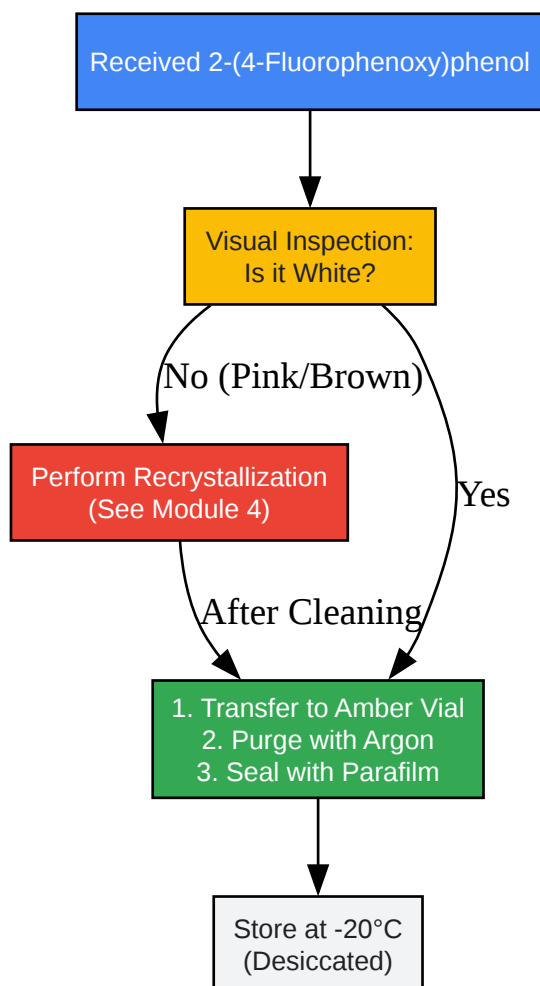 Received 2-(4-Fluorophenoxy)phenol
Visual Inspection:
Is it White?
No (Pink/Brown)
Perform Recrystallization
(See Module 4)
Yes
After Cleaning
1. Transfer to Amber Vial
2. Purge with Argon
3. Seal with Parafilm
Store at -20°C
(Desiccated)